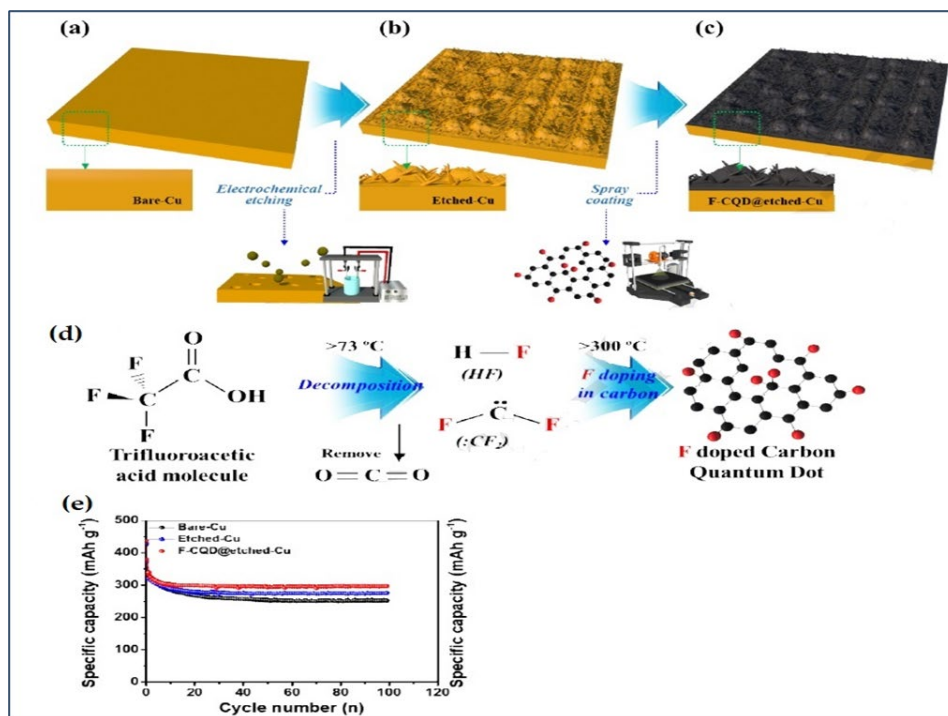 (a)
(b)
(c)
Bare-Cu
Electrochemical
etching
Etched-Cu
Spray
coating
F-CQD@etched-Cu
(d)
F
F
F
C
C
O
OH
Trifluoroacetic
acid molecule
>73 °C
Decomposition
Remove
O=C=O
H—F
(HF)
F C F
(:CF₂)
>300 °C
F doping
in carbon
F doped Carbon
Quantum Dot
(e)
Specific capacity (mAh g⁻¹)
500
400
300
200
100
0
Bare-Cu
Etched-Cu
F-CQD@etched-Cu
0 20 40 60 80 100 120
Cycle number (n)
Specific capacity (mAh g⁻¹)